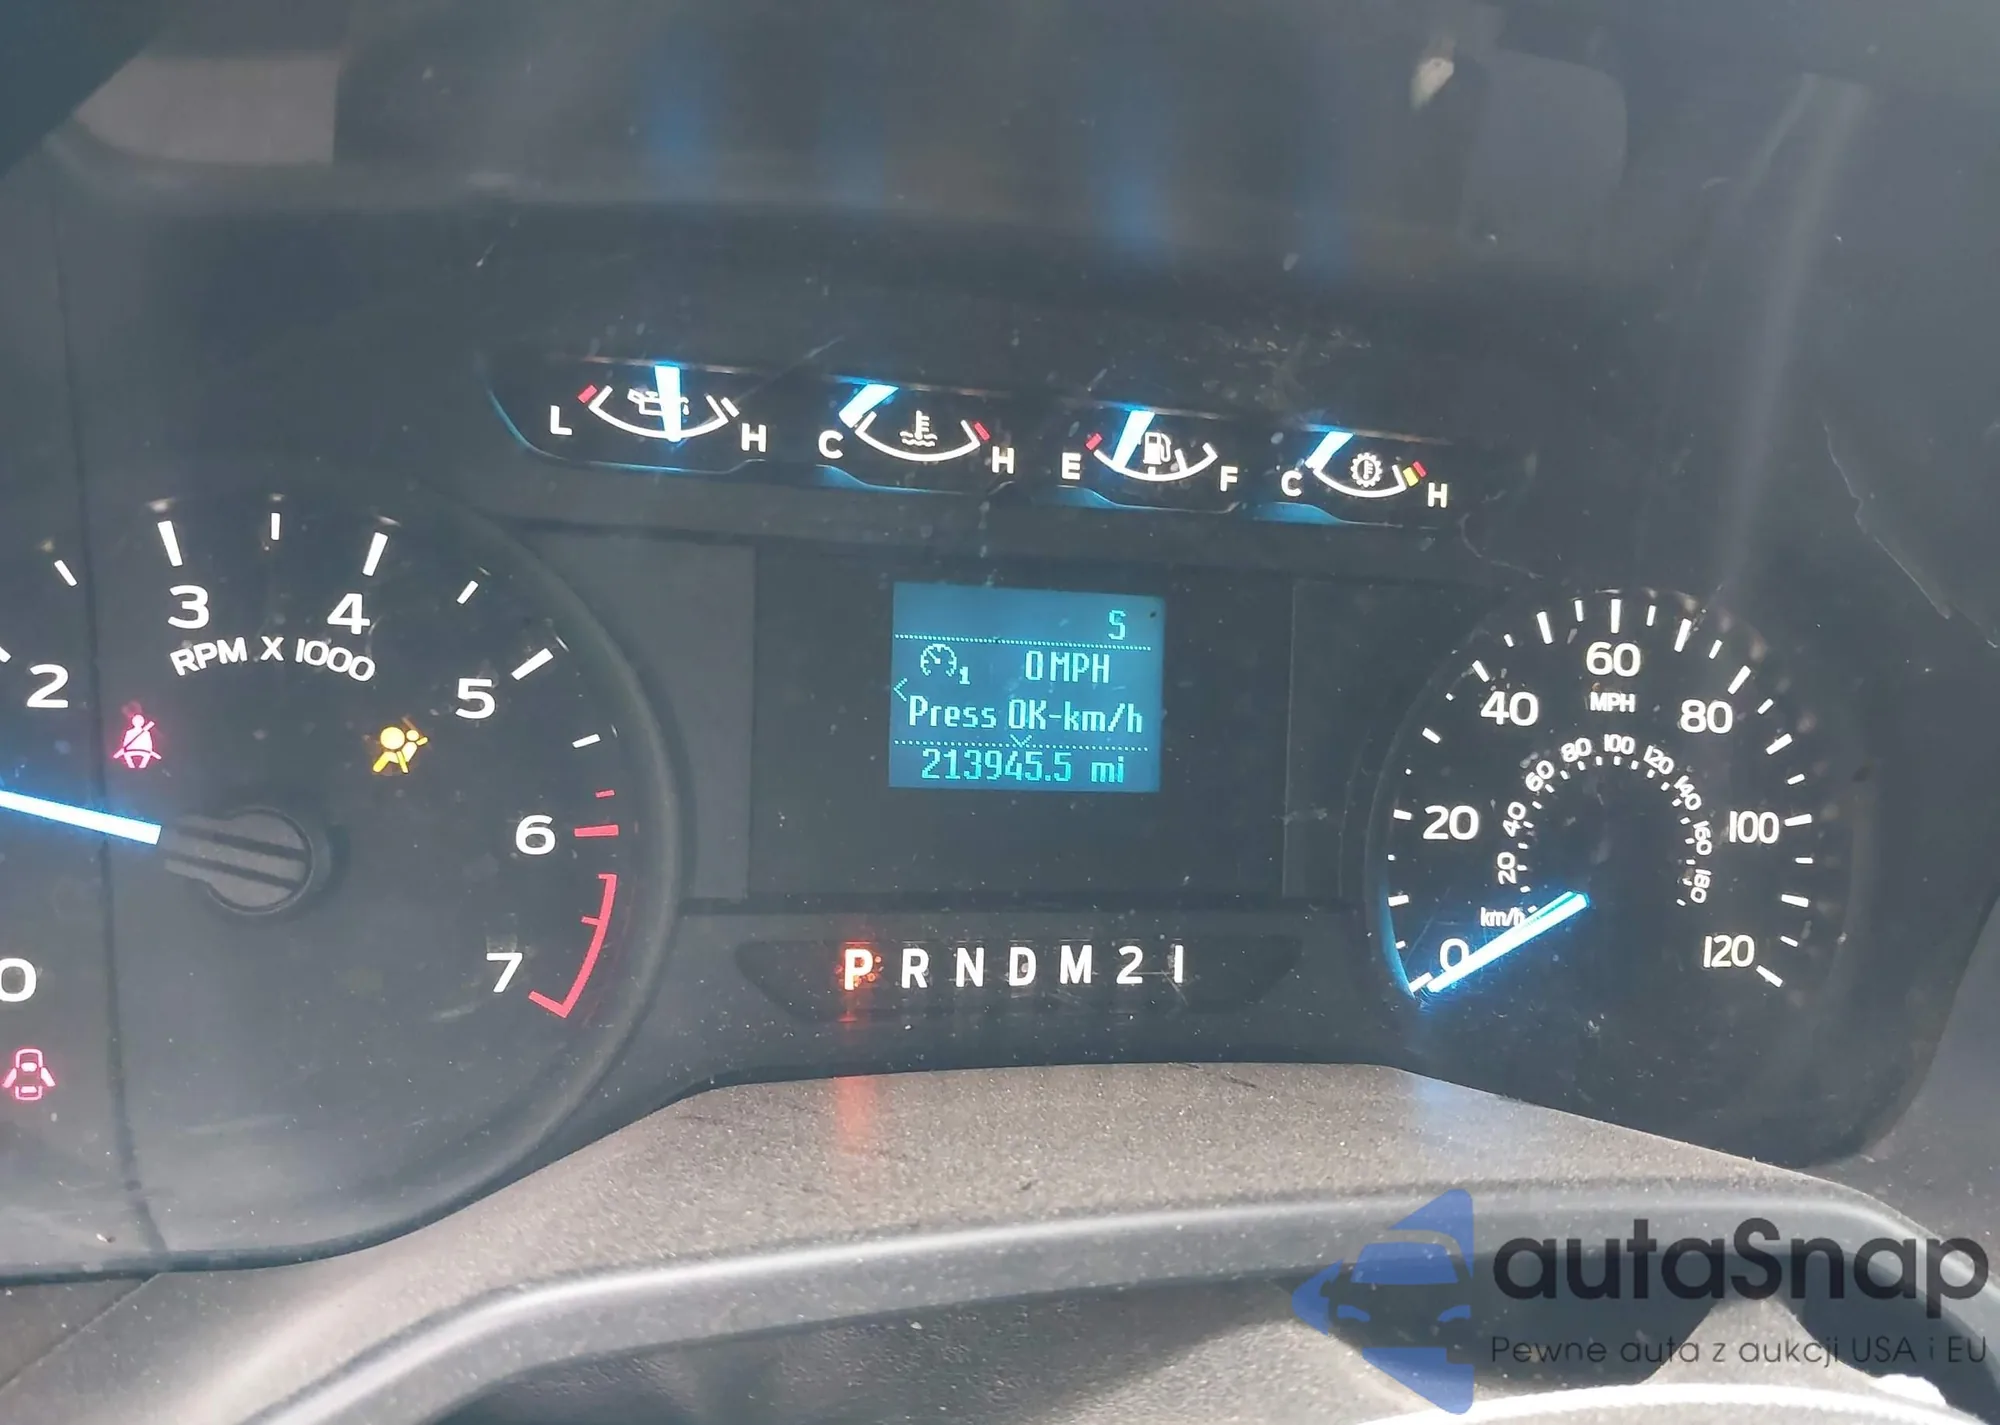 L H C H E F C H
3 4
RPM X 1000
2 5
6
0 7
S
0 MPH
Press OK-km/h
213945.5 mi
P R N D M 2 1
0 20 40 60 80 100 120
MPH
20 40 60 80 100 120 140 160 180
km/h
autaSnap
Pewne auta z aukcji USA i EU